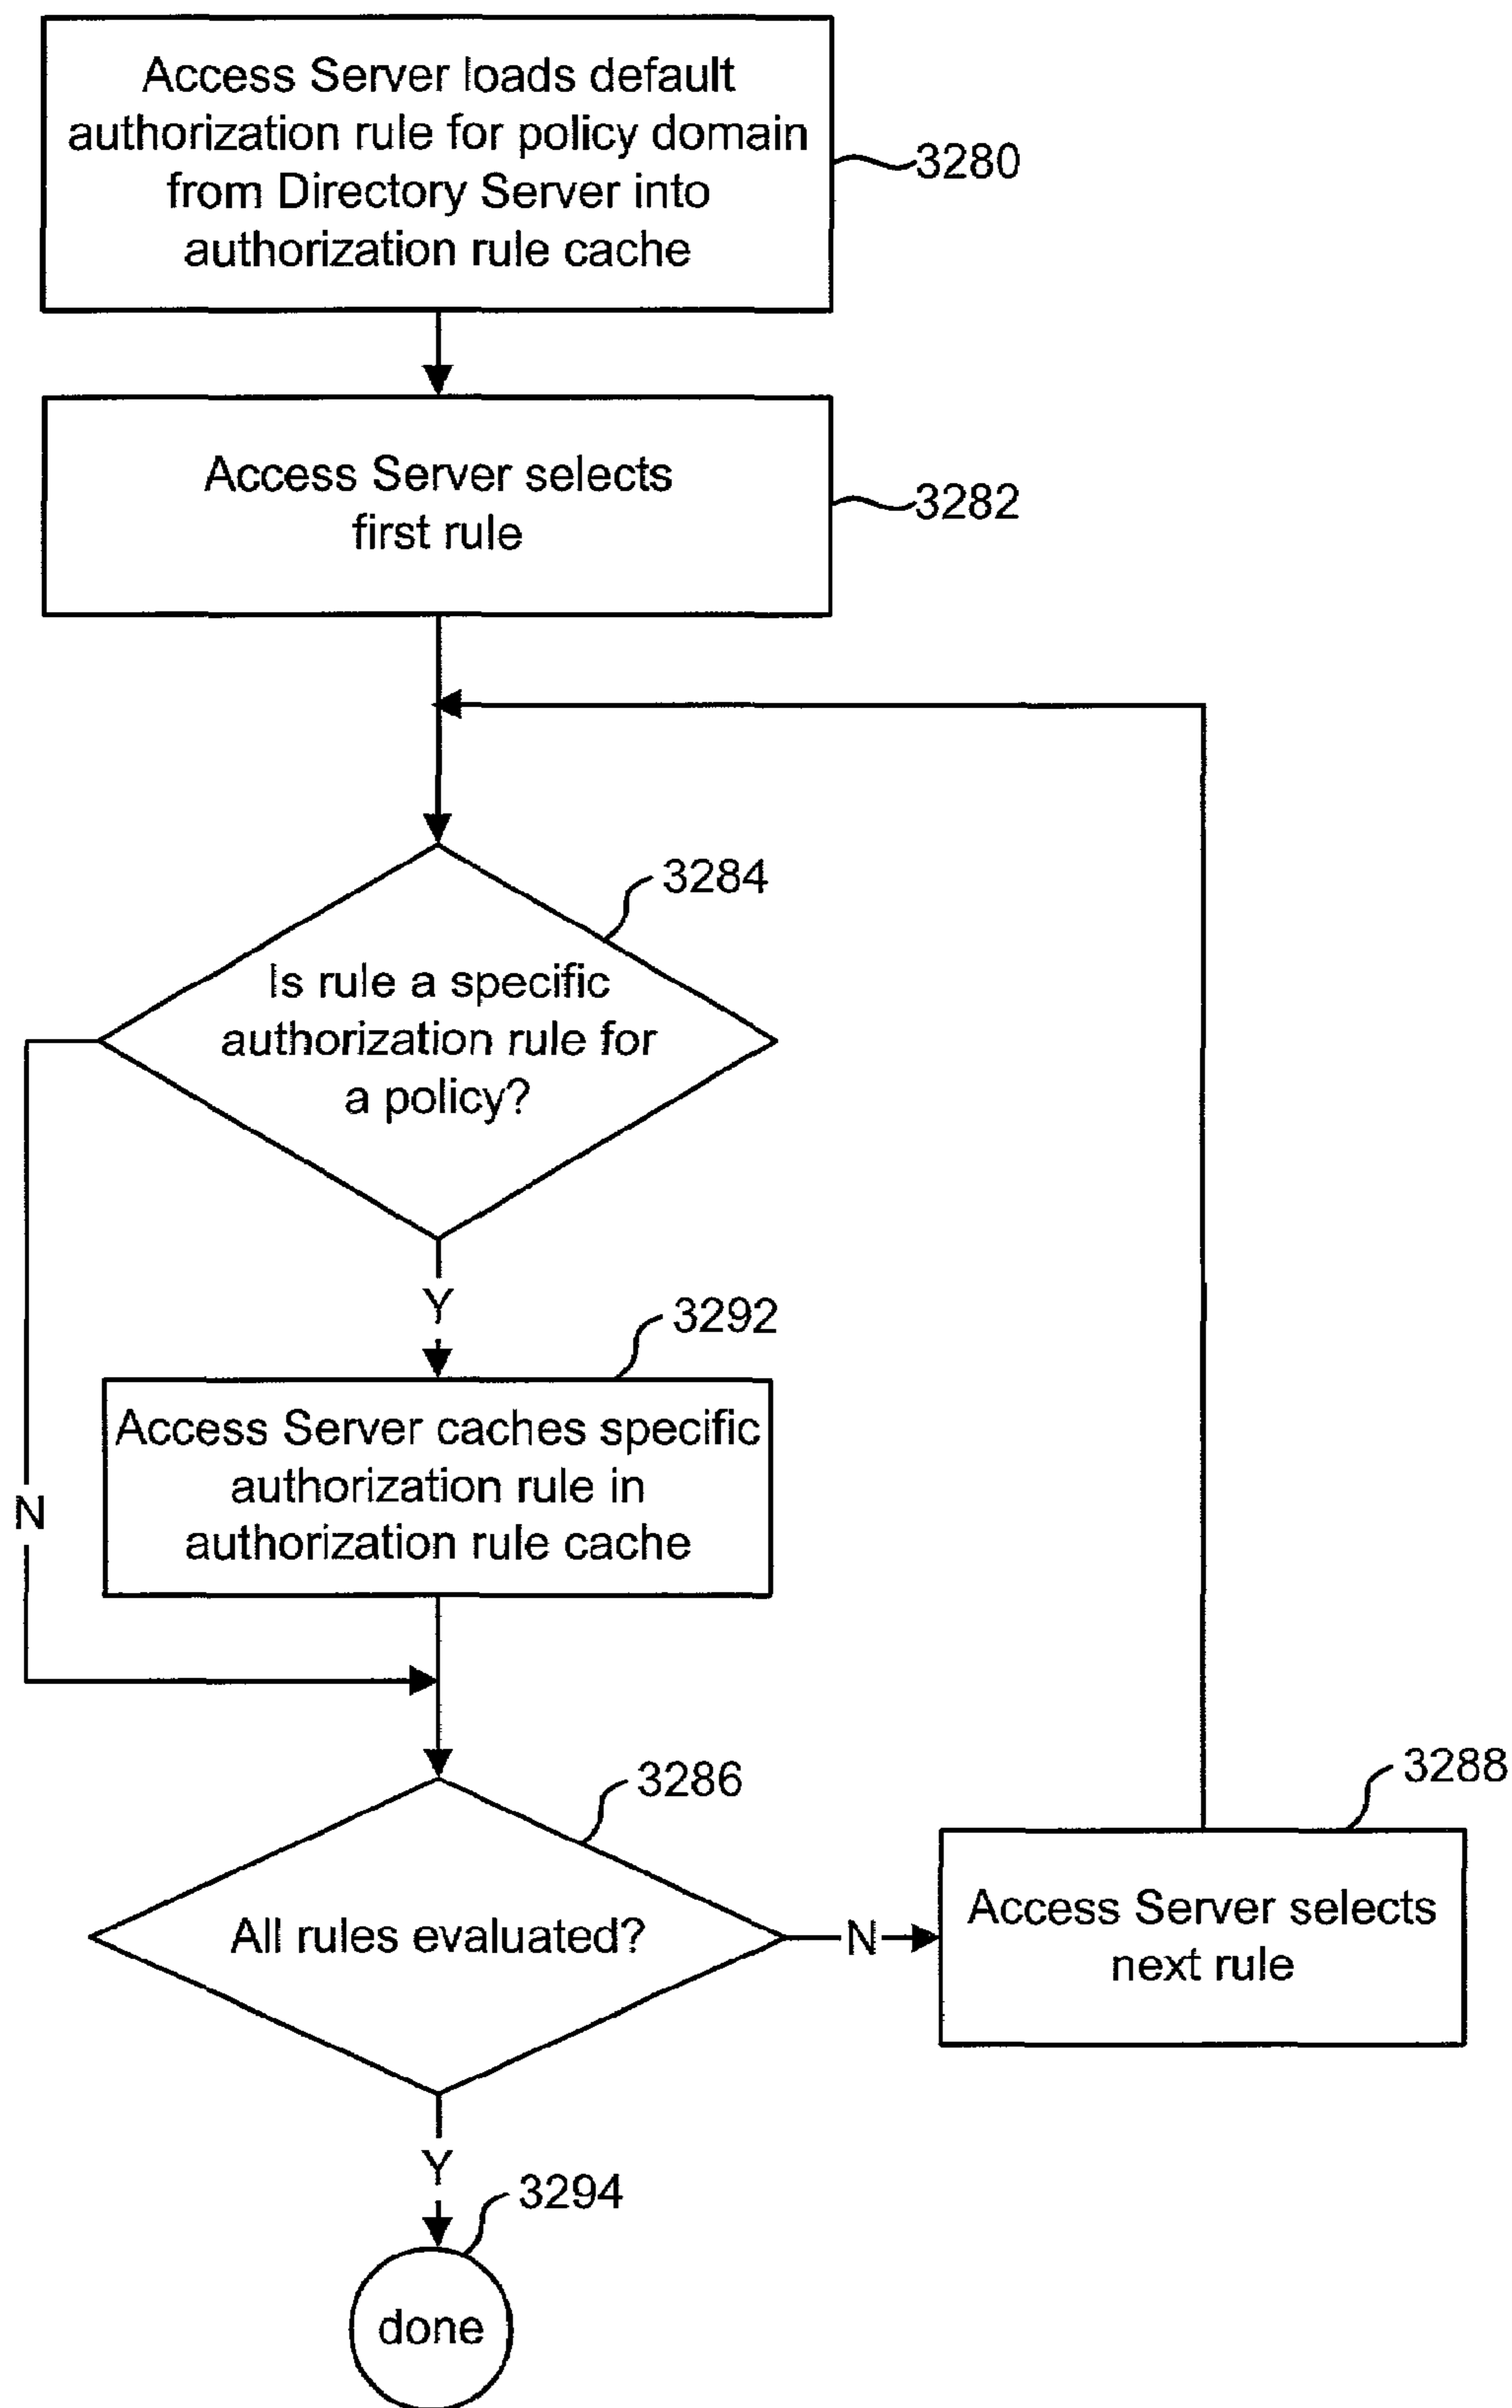 Access Server loads default
authorization rule for policy domain
from Directory Server into
authorization rule cache
3280
Access Server selects
first rule
3282
3284
Is rule a specific
authorization rule for
a policy?
Y
3292
Access Server caches specific
authorization rule in
authorization rule cache
N
3286
All rules evaluated?
N
3288
Access Server selects
next rule
Y
3294
done